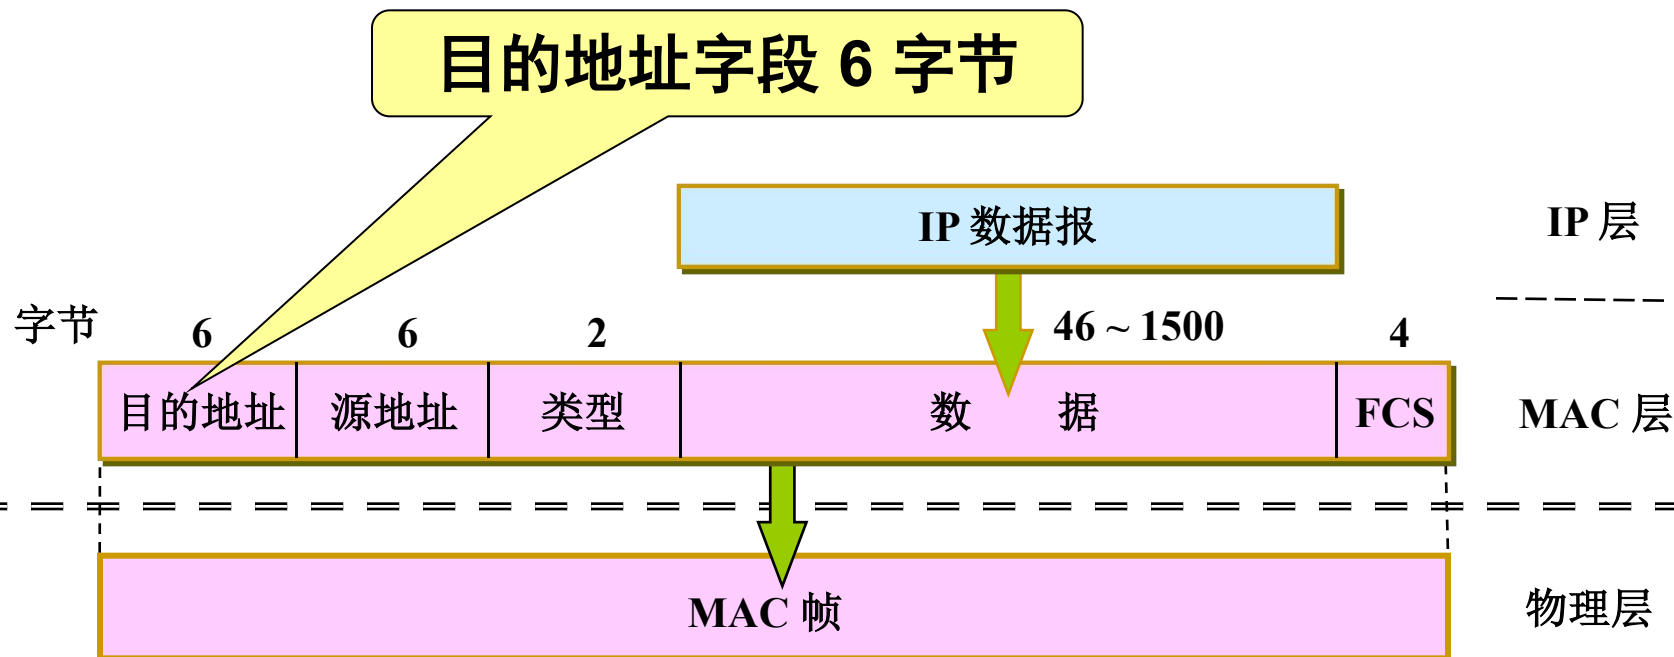 目的地址字段 6 字节
IP 数据报
IP 层
字节
6
6
2
46 ~ 1500
4
目的地址
源地址
类型
数 据
FCS
MAC 层
MAC 帧
物理层